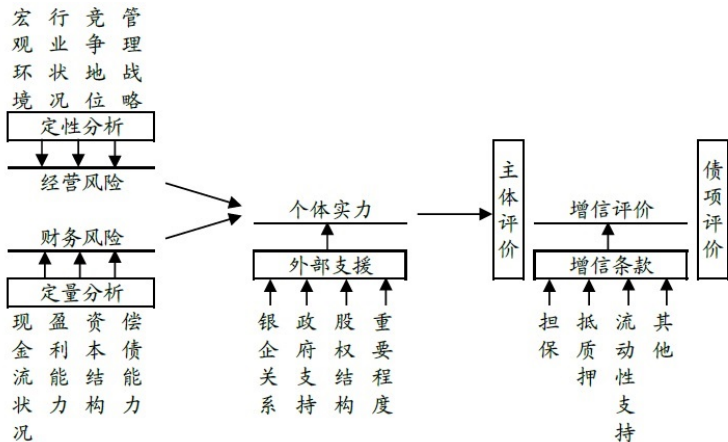 宏观环境
行业状况
竞争地位
管理战略
定性分析
经营风险
财务风险
定量分析
现金流状况
盈利能力
资本结构
偿债能力
个体实力
外部支援
银企关系
政府支持
股权结构
重要程度
主体评价
增信评价
增信条款
担保
抵质押
流动性支持
其他
债项评价